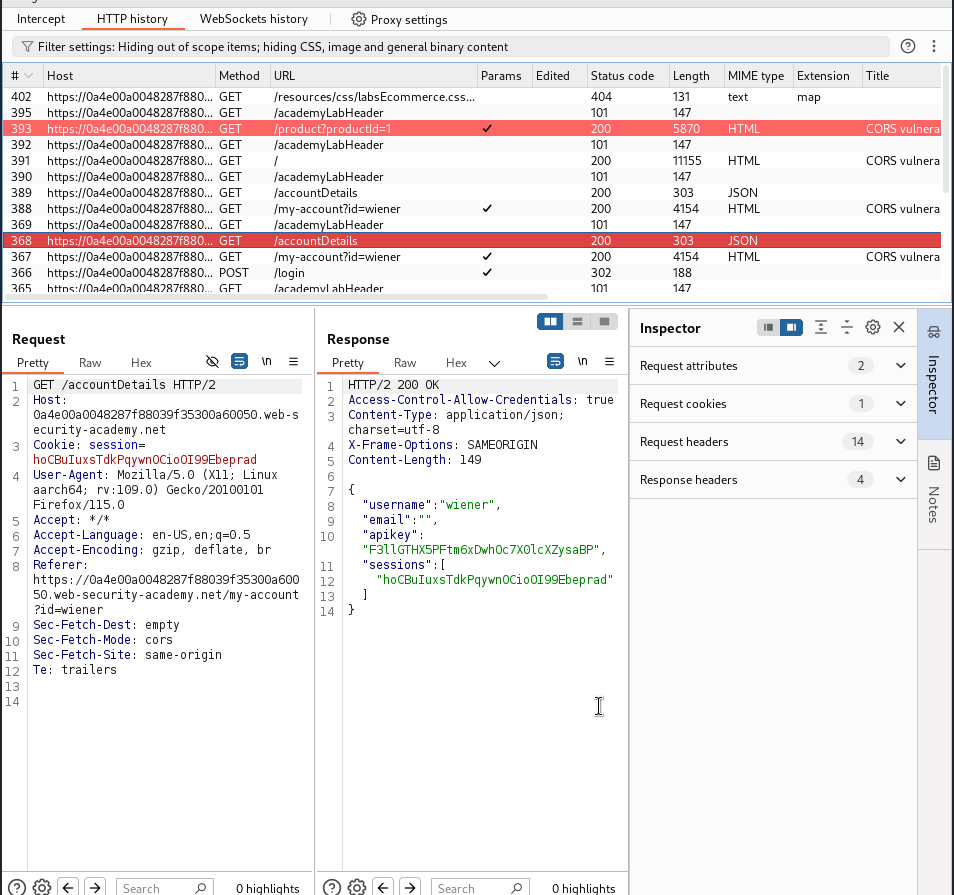 Intercept HTTP history WebSockets history Proxy settings
Filter settings: Hiding out of scope items; hiding CSS, image and general binary content
# Host Method URL Params Edited Status code Length MIME type Extension Title
402 https://0a4e00a0048287f880... GET /resources/css/labsEcommerce.css... 404 131 text map
395 https://0a4e00a0048287f880... GET /academyLabHeader 101 147
393 https://0a4e00a0048287f880... GET /product?productId=1 ✓ 200 5870 HTML CORS vulnera
392 https://0a4e00a0048287f880... GET /academyLabHeader 101 147
391 https://0a4e00a0048287f880... GET / 200 11155 HTML CORS vulnera
390 https://0a4e00a0048287f880... GET /academyLabHeader 101 147
389 https://0a4e00a0048287f880... GET /accountDetails 200 303 JSON
388 https://0a4e00a0048287f880... GET /my-account?id=wiener ✓ 200 4154 HTML CORS vulnera
369 https://0a4e00a0048287f880... GET /academyLabHeader 101 147
368 https://0a4e00a0048287f880... GET /accountDetails 200 303 JSON
367 https://0a4e00a0048287f880... GET /my-account?id=wiener ✓ 200 4154 HTML CORS vulnera
366 https://0a4e00a0048287f880... POST /login ✓ 302 188
365 https://0a4e00a0048287f880... GET /academyLabHeader 101 147
Request
Pretty Raw Hex \n
1 GET /accountDetails HTTP/2
2 Host:
0a4e00a0048287f88039f35300a60050.web-s
ecurity-academy.net
3 Cookie: session=
hoCBuIuxsTdkPqywnOCioOI99Ebeprad
4 User-Agent: Mozilla/5.0 (X11; Linux
aarch64; rv:109.0) Gecko/20100101
Firefox/115.0
5 Accept: */*
6 Accept-Language: en-US,en;q=0.5
7 Accept-Encoding: gzip, deflate, br
8 Referer:
https://0a4e00a0048287f88039f35300a600
50.web-security-academy.net/my-account
?id=wiener
9 Sec-Fetch-Dest: empty
10 Sec-Fetch-Mode: cors
11 Sec-Fetch-Site: same-origin
12 Te: trailers
13
14
Search 0 highlights
Response
Pretty Raw Hex \n
1 HTTP/2 200 OK
2 Access-Control-Allow-Credentials: true
3 Content-Type: application/json;
charset=utf-8
4 X-Frame-Options: SAMEORIGIN
5 Content-Length: 149
6
7 {
8 "username":"wiener",
9 "email":"",
10 "apikey":
"F3llGTHX5PFtm6xDwhOc7XOlcXZysaBP",
11 "sessions":[
12 "hoCBuIuxsTdkPqywnOCioOI99Ebeprad"
13 ]
14 }
Search 0 highlights
Inspector
Request attributes 2
Request cookies 1
Request headers 14
Response headers 4
Inspector
Notes